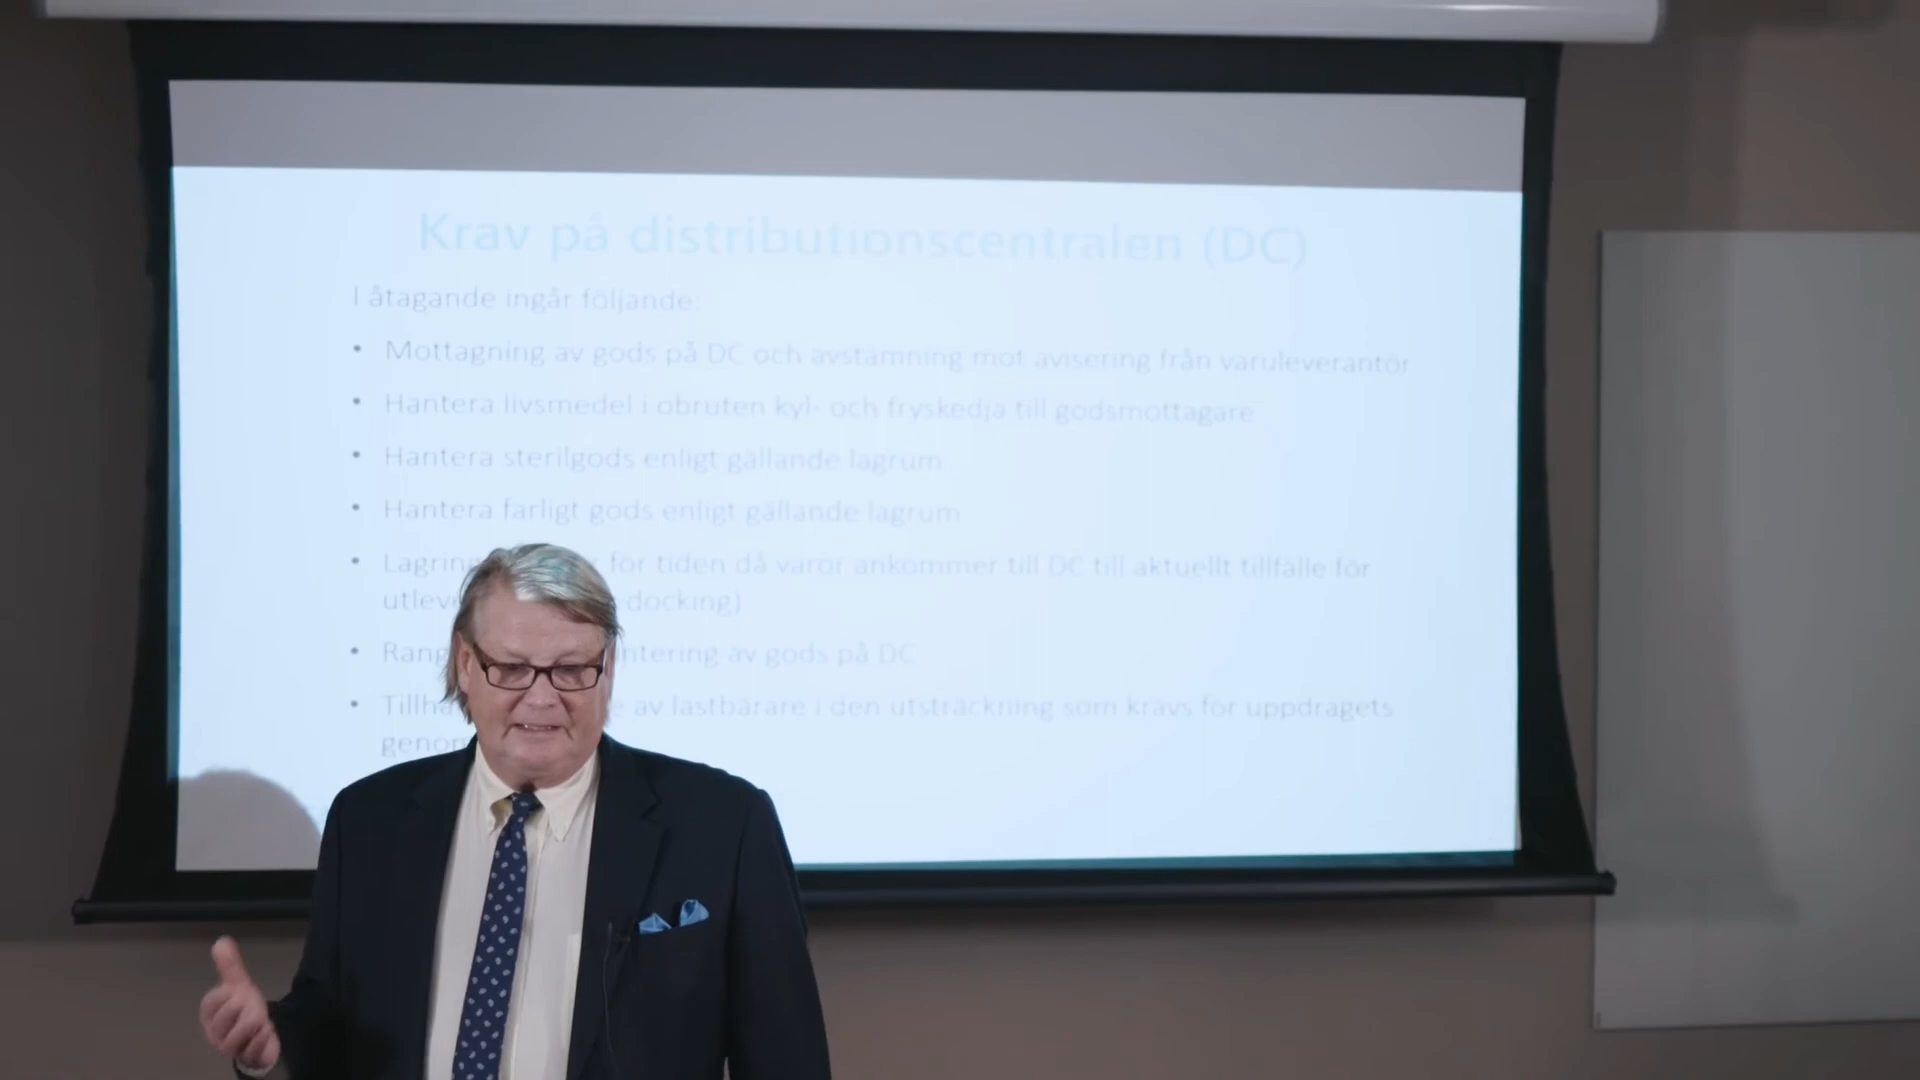 Krav på distributionscentralen (DC)
I åtagande ingår följande:
• Mottagning av gods på DC och avstämning mot avisering från varuleverantör
• Hantera livsmedel i obruten kyl- och fryskedja till godsmottagare
• Hantera sterilgods enligt gällande lagrum
• Hantera farligt gods enligt gällande lagrum
• för tiden då varor ankommer till DC till aktuellt tillfälle för
docking)
• av gods på DC
• av lastbärare i den utsträckning som krävs för uppdragets